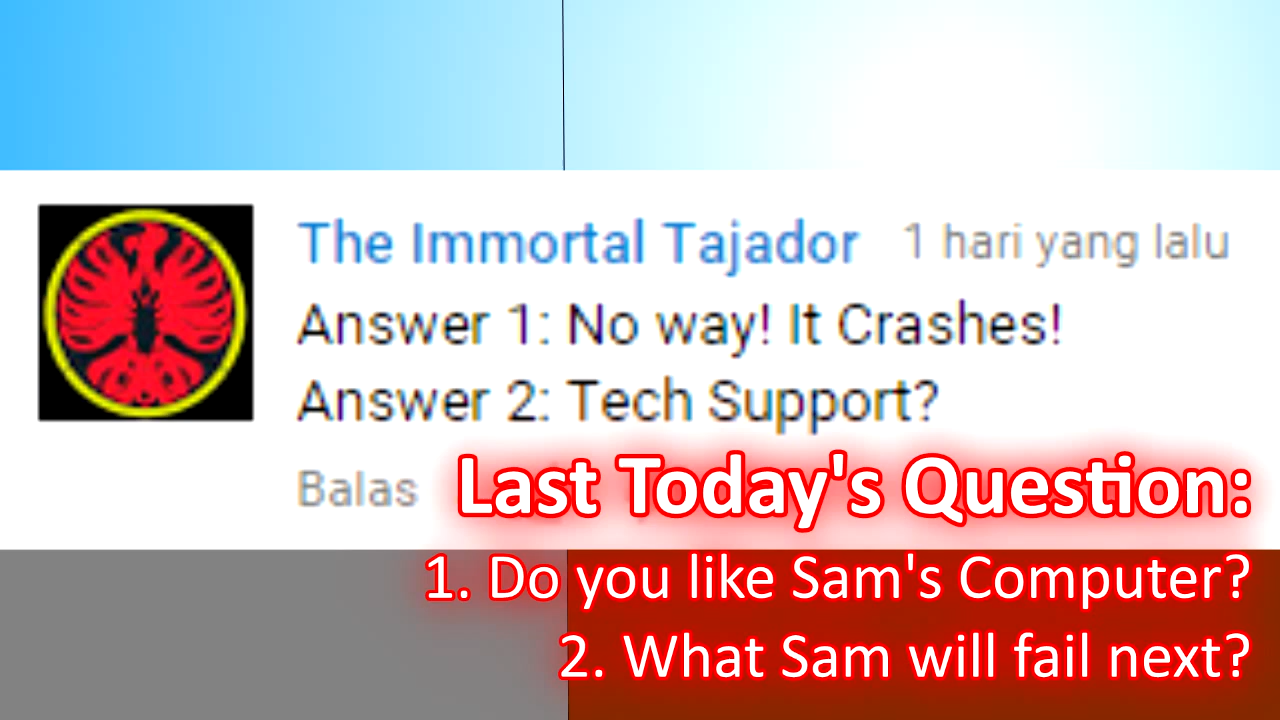 The Immortal Tajador 1 hari yang lalu
Answer 1: No way! It Crashes!
Answer 2: Tech Support?
Balas
Last Today's Question:
1. Do you like Sam's Computer?
2. What Sam will fail next?